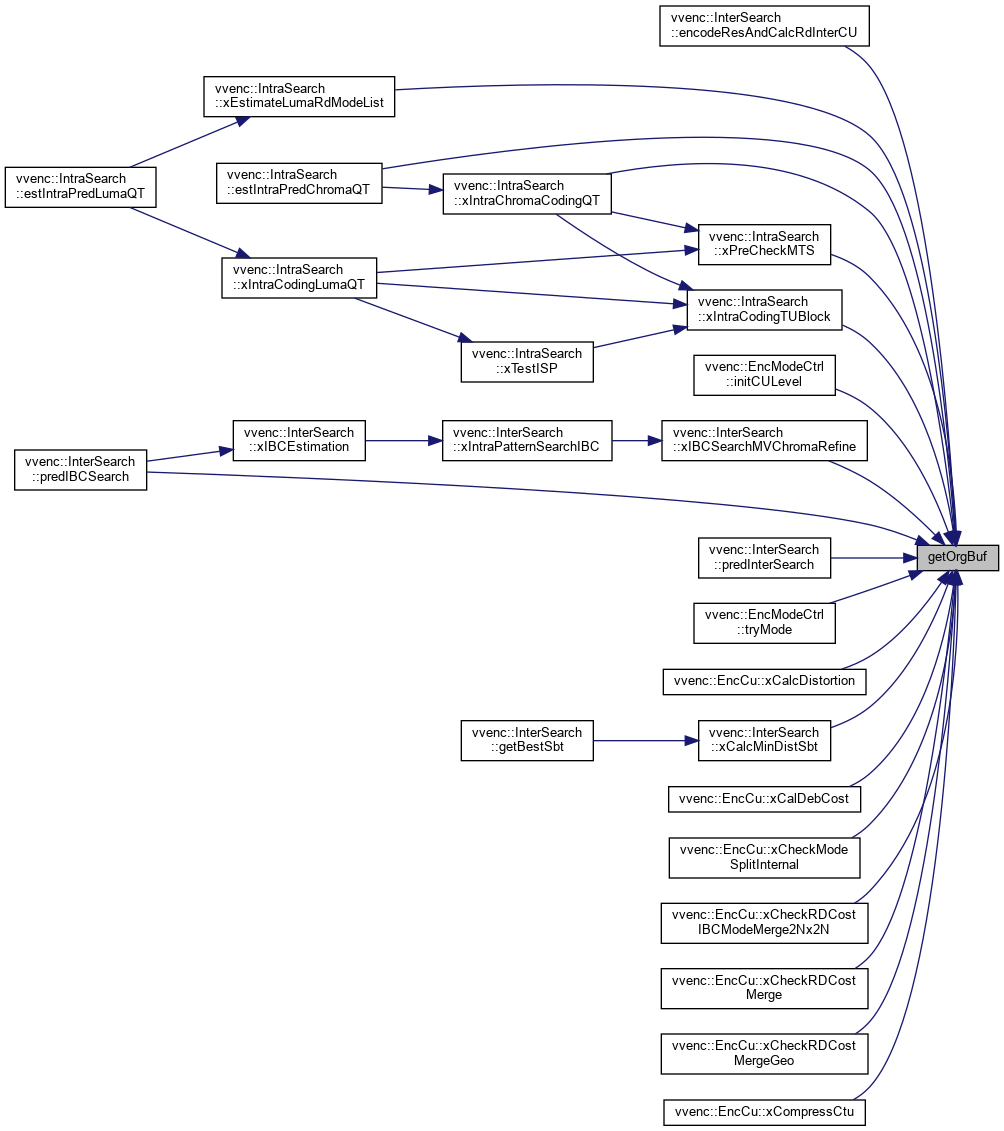 vvenc::InterSearch
::encodeResAndCalcRdInterCU
vvenc::IntraSearch
::xEstimateLumaRdModeList
vvenc::IntraSearch
::estIntraPredLumaQT
vvenc::IntraSearch
::estIntraPredChromaQT
vvenc::IntraSearch
::xIntraChromaCodingQT
vvenc::IntraSearch
::xPreCheckMTS
vvenc::IntraSearch
::xIntraCodingLumaQT
vvenc::IntraSearch
::xIntraCodingTUBlock
vvenc::IntraSearch
::xTestISP
vvenc::EncModeCtrl
::initCULevel
vvenc::InterSearch
::predIBCSearch
vvenc::InterSearch
::xIBCEstimation
vvenc::InterSearch
::xIntraPatternSearchIBC
vvenc::InterSearch
::xIBCSearchMVChromaRefine
getOrgBuf
vvenc::InterSearch
::predInterSearch
vvenc::EncModeCtrl
::tryMode
vvenc::EncCu::xCalcDistortion
vvenc::InterSearch
::getBestSbt
vvenc::InterSearch
::xCalcMinDistSbt
vvenc::EncCu::xCalDebCost
vvenc::EncCu::xCheckMode
SplitInternal
vvenc::EncCu::xCheckRDCost
IBCModeMerge2Nx2N
vvenc::EncCu::xCheckRDCost
Merge
vvenc::EncCu::xCheckRDCost
MergeGeo
vvenc::EncCu::xCompressCtu